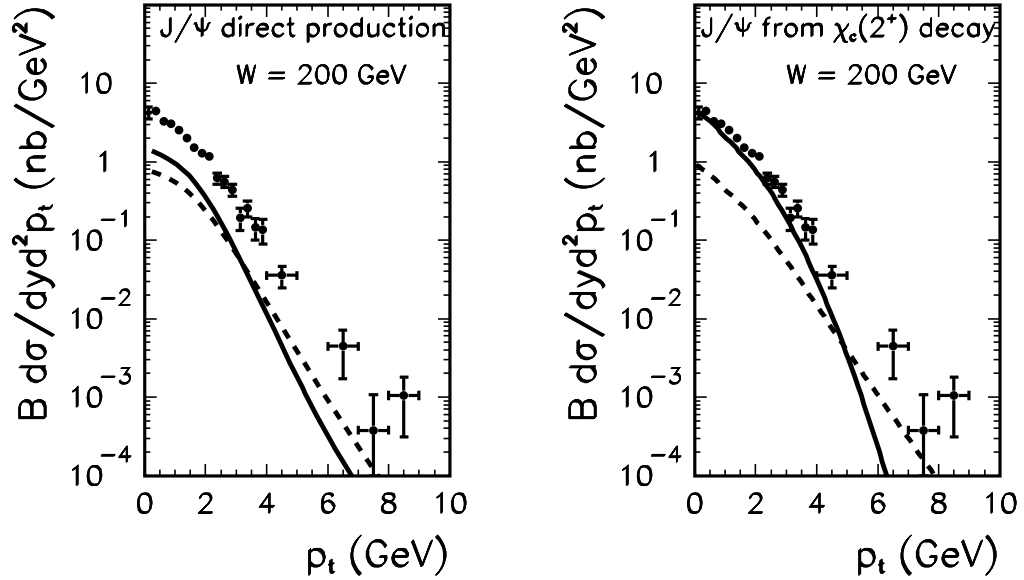 J/Ψ direct production
W = 200 GeV
B dσ/dyd²pₜ (nb/GeV²)
10
1
10⁻¹
10⁻²
10⁻³
10⁻⁴
0 2 4 6 8 10
pₜ (GeV)
J/Ψ from χc(2⁺) decay
W = 200 GeV
B dσ/dyd²pₜ (nb/GeV²)
10
1
10⁻¹
10⁻²
10⁻³
10⁻⁴
0 2 4 6 8 10
pₜ (GeV)